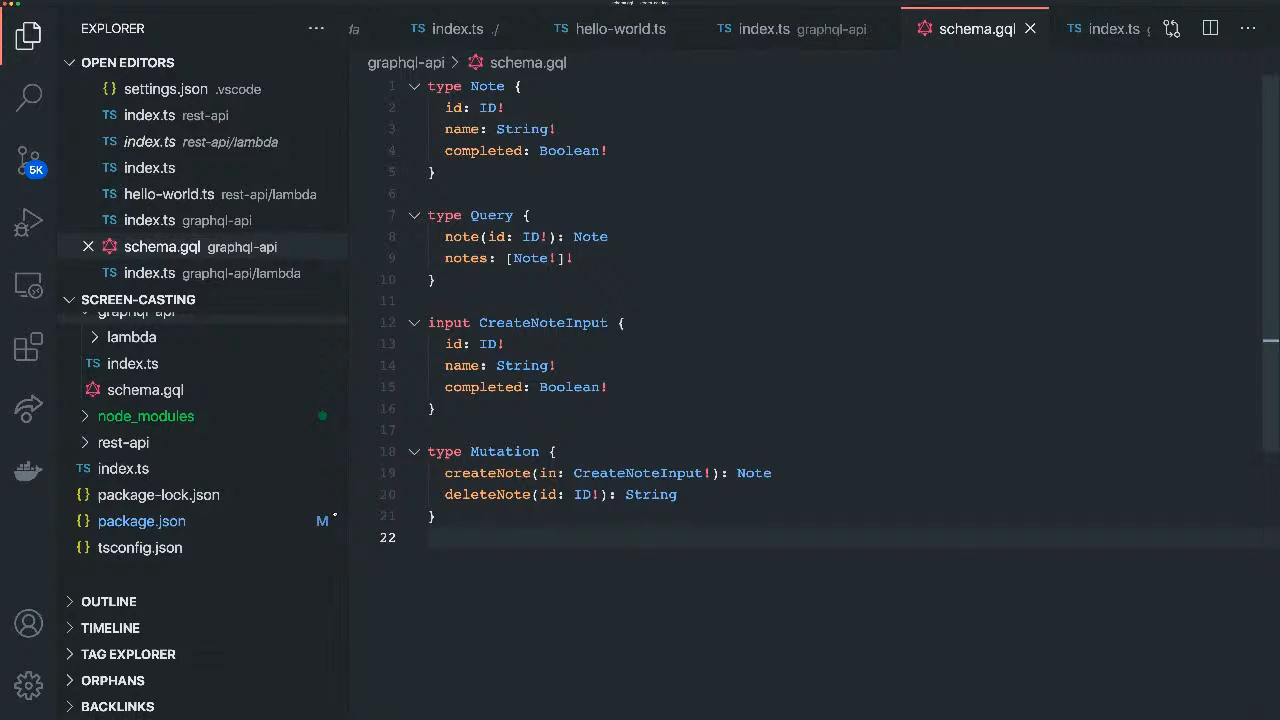 EXPLORER
OPEN EDITORS
{} settings.json .vscode
TS index.ts rest-api
TS index.ts rest-api/lambda
TS index.ts
TS hello-world.ts rest-api/lambda
TS index.ts graphql-api
schema.gql graphql-api
TS index.ts graphql-api/lambda
SCREEN-CASTING
graphql-api
lambda
TS index.ts
schema.gql
node_modules
rest-api
TS index.ts
{} package-lock.json
{} package.json M
{} tsconfig.json
OUTLINE
TIMELINE
TAG EXPLORER
ORPHANS
BACKLINKS
5K
TS index.ts ./
TS hello-world.ts
TS index.ts graphql-api
schema.gql
TS index.ts
graphql-api > schema.gql
1 type Note {
2 id: ID!
3 name: String!
4 completed: Boolean!
5 }
6
7 type Query {
8 note(id: ID!): Note
9 notes: [Note!]!
10 }
11
12 input CreateNoteInput {
13 id: ID!
14 name: String!
15 completed: Boolean!
16 }
17
18 type Mutation {
19 createNote(in: CreateNoteInput!): Note
20 deleteNote(id: ID!): String
21 }
22